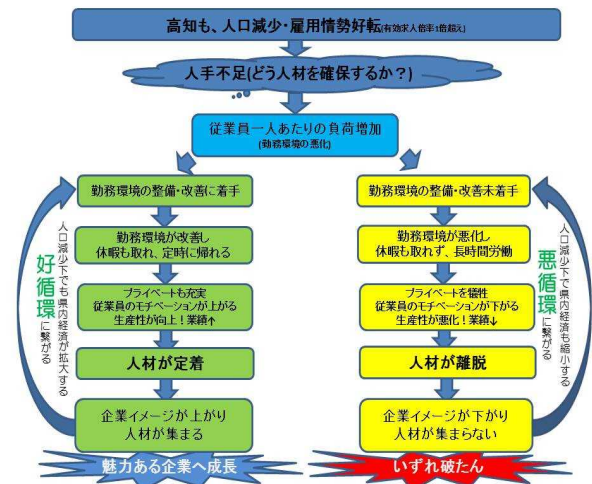 高知も、人口減少・雇用情勢好転(有効求人倍率1倍超え)
人手不足(どう人材を確保するか？)
従業員一人あたりの負荷増加
(勤務環境の悪化)
勤務環境の整備・改善に着手
勤務環境が改善し
休暇も取れ、定時に帰れる
プライベートも充実
従業員のモチベーションが上がる
生産性が向上！業績↑
人材が定着
企業イメージが上がり
人材が集まる
魅力ある企業へ成長
人口減少下でも県内経済が拡大する
好循環に繋がる
勤務環境の整備・改善未着手
勤務環境が悪化し
休暇も取れず、長時間労働
プライベートを犠牲
従業員のモチベーションが下がる
生産性が悪化！業績↓
人材が離脱
企業イメージが下がり
人材が集まらない
いずれ破たん
人口減少下で県内経済も縮小する
悪循環に繋がる